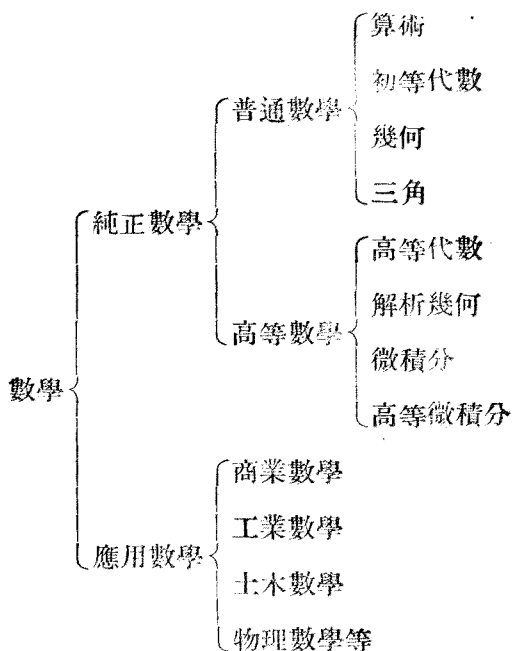 算術
初等代數
普通數學
幾何
三角
純正數學
高等代數
解析幾何
高等數學
微積分
數學
高等微積分
商業數學
工業數學
應用數學
土木數學
物理數學等